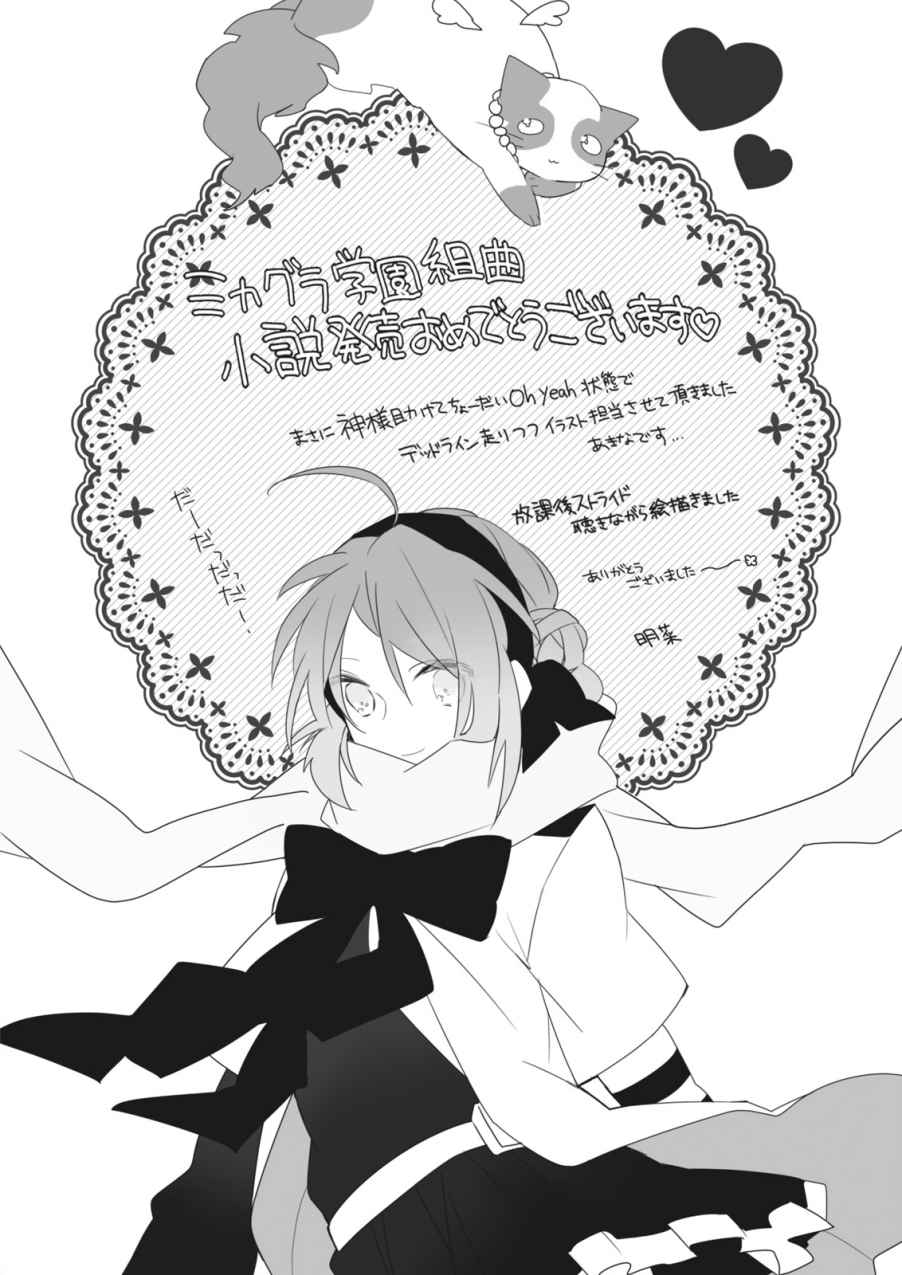 ミカグラ学園組曲
小説発売おめでとうございます♡
まさに神様助けてちょーだいOh yeah状態で
デッドライン走りつつイラスト担当させて頂きました
あきなです…
放課後ストライド
聴きながら絵描きました
ありがとう
ございました〜
明菜
だーだっだっだー、